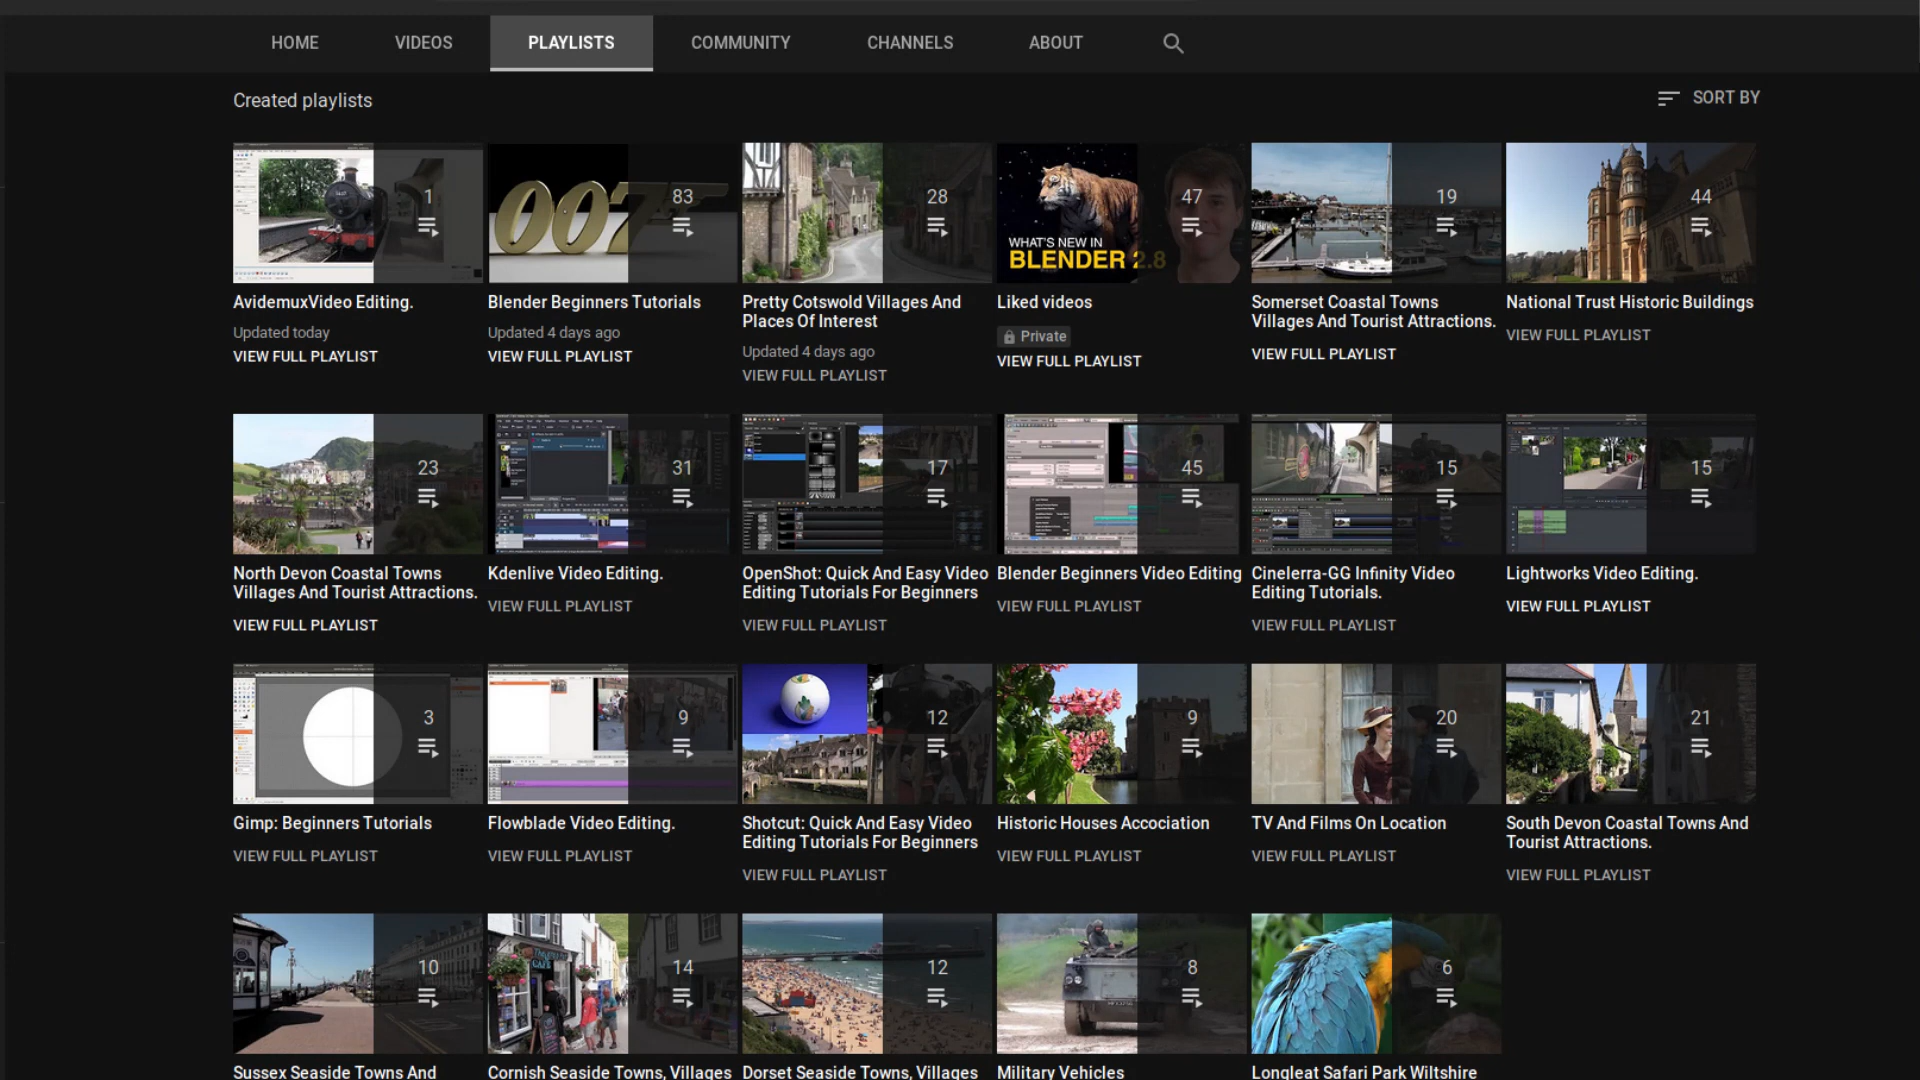 HOME VIDEOS PLAYLISTS COMMUNITY CHANNELS ABOUT
Created playlists
SORT BY
1
83
28
47
19
44
007
WHAT'S NEW IN
BLENDER 2.8
AvidemuxVideo Editing.
Updated today
VIEW FULL PLAYLIST
Blender Beginners Tutorials
Updated 4 days ago
VIEW FULL PLAYLIST
Pretty Cotswold Villages And
Places Of Interest
Updated 4 days ago
VIEW FULL PLAYLIST
Liked videos
Private
VIEW FULL PLAYLIST
Somerset Coastal Towns
Villages And Tourist Attractions.
VIEW FULL PLAYLIST
National Trust Historic Buildings
VIEW FULL PLAYLIST
23
31
17
45
15
15
North Devon Coastal Towns
Villages And Tourist Attractions.
VIEW FULL PLAYLIST
Kdenlive Video Editing.
VIEW FULL PLAYLIST
OpenShot: Quick And Easy Video
Editing Tutorials For Beginners
VIEW FULL PLAYLIST
Blender Beginners Video Editing
VIEW FULL PLAYLIST
Cinelerra-GG Infinity Video
Editing Tutorials.
VIEW FULL PLAYLIST
Lightworks Video Editing.
VIEW FULL PLAYLIST
3
9
12
9
20
21
Gimp: Beginners Tutorials
VIEW FULL PLAYLIST
Flowblade Video Editing.
VIEW FULL PLAYLIST
Shotcut: Quick And Easy Video
Editing Tutorials For Beginners
VIEW FULL PLAYLIST
Historic Houses Accociation
VIEW FULL PLAYLIST
TV And Films On Location
VIEW FULL PLAYLIST
South Devon Coastal Towns And
Tourist Attractions.
VIEW FULL PLAYLIST
10
14
12
8
6
CAFE
Sussex Seaside Towns And
Cornish Seaside Towns, Villages
Dorset Seaside Towns, Villages
Military Vehicles
Longleat Safari Park Wiltshire